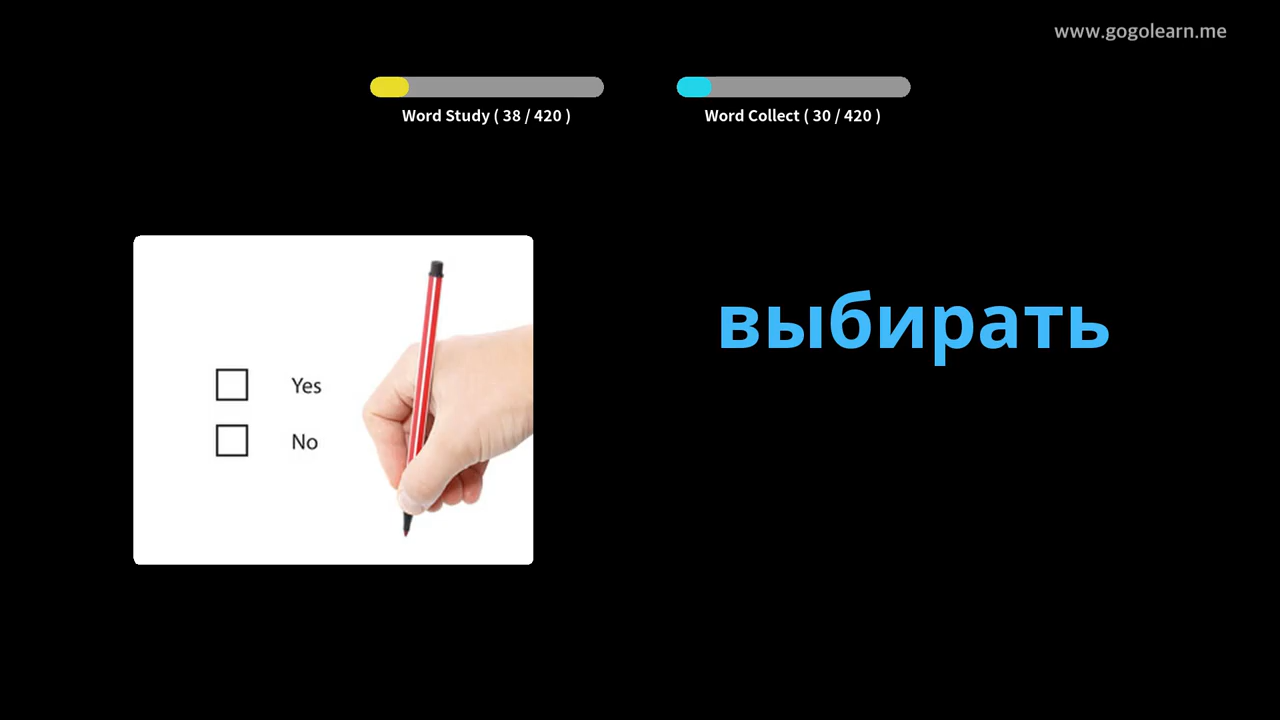 www.gogolearn.me
Word Study ( 38 / 420 )
Word Collect ( 30 / 420 )
выбирать
Yes
No